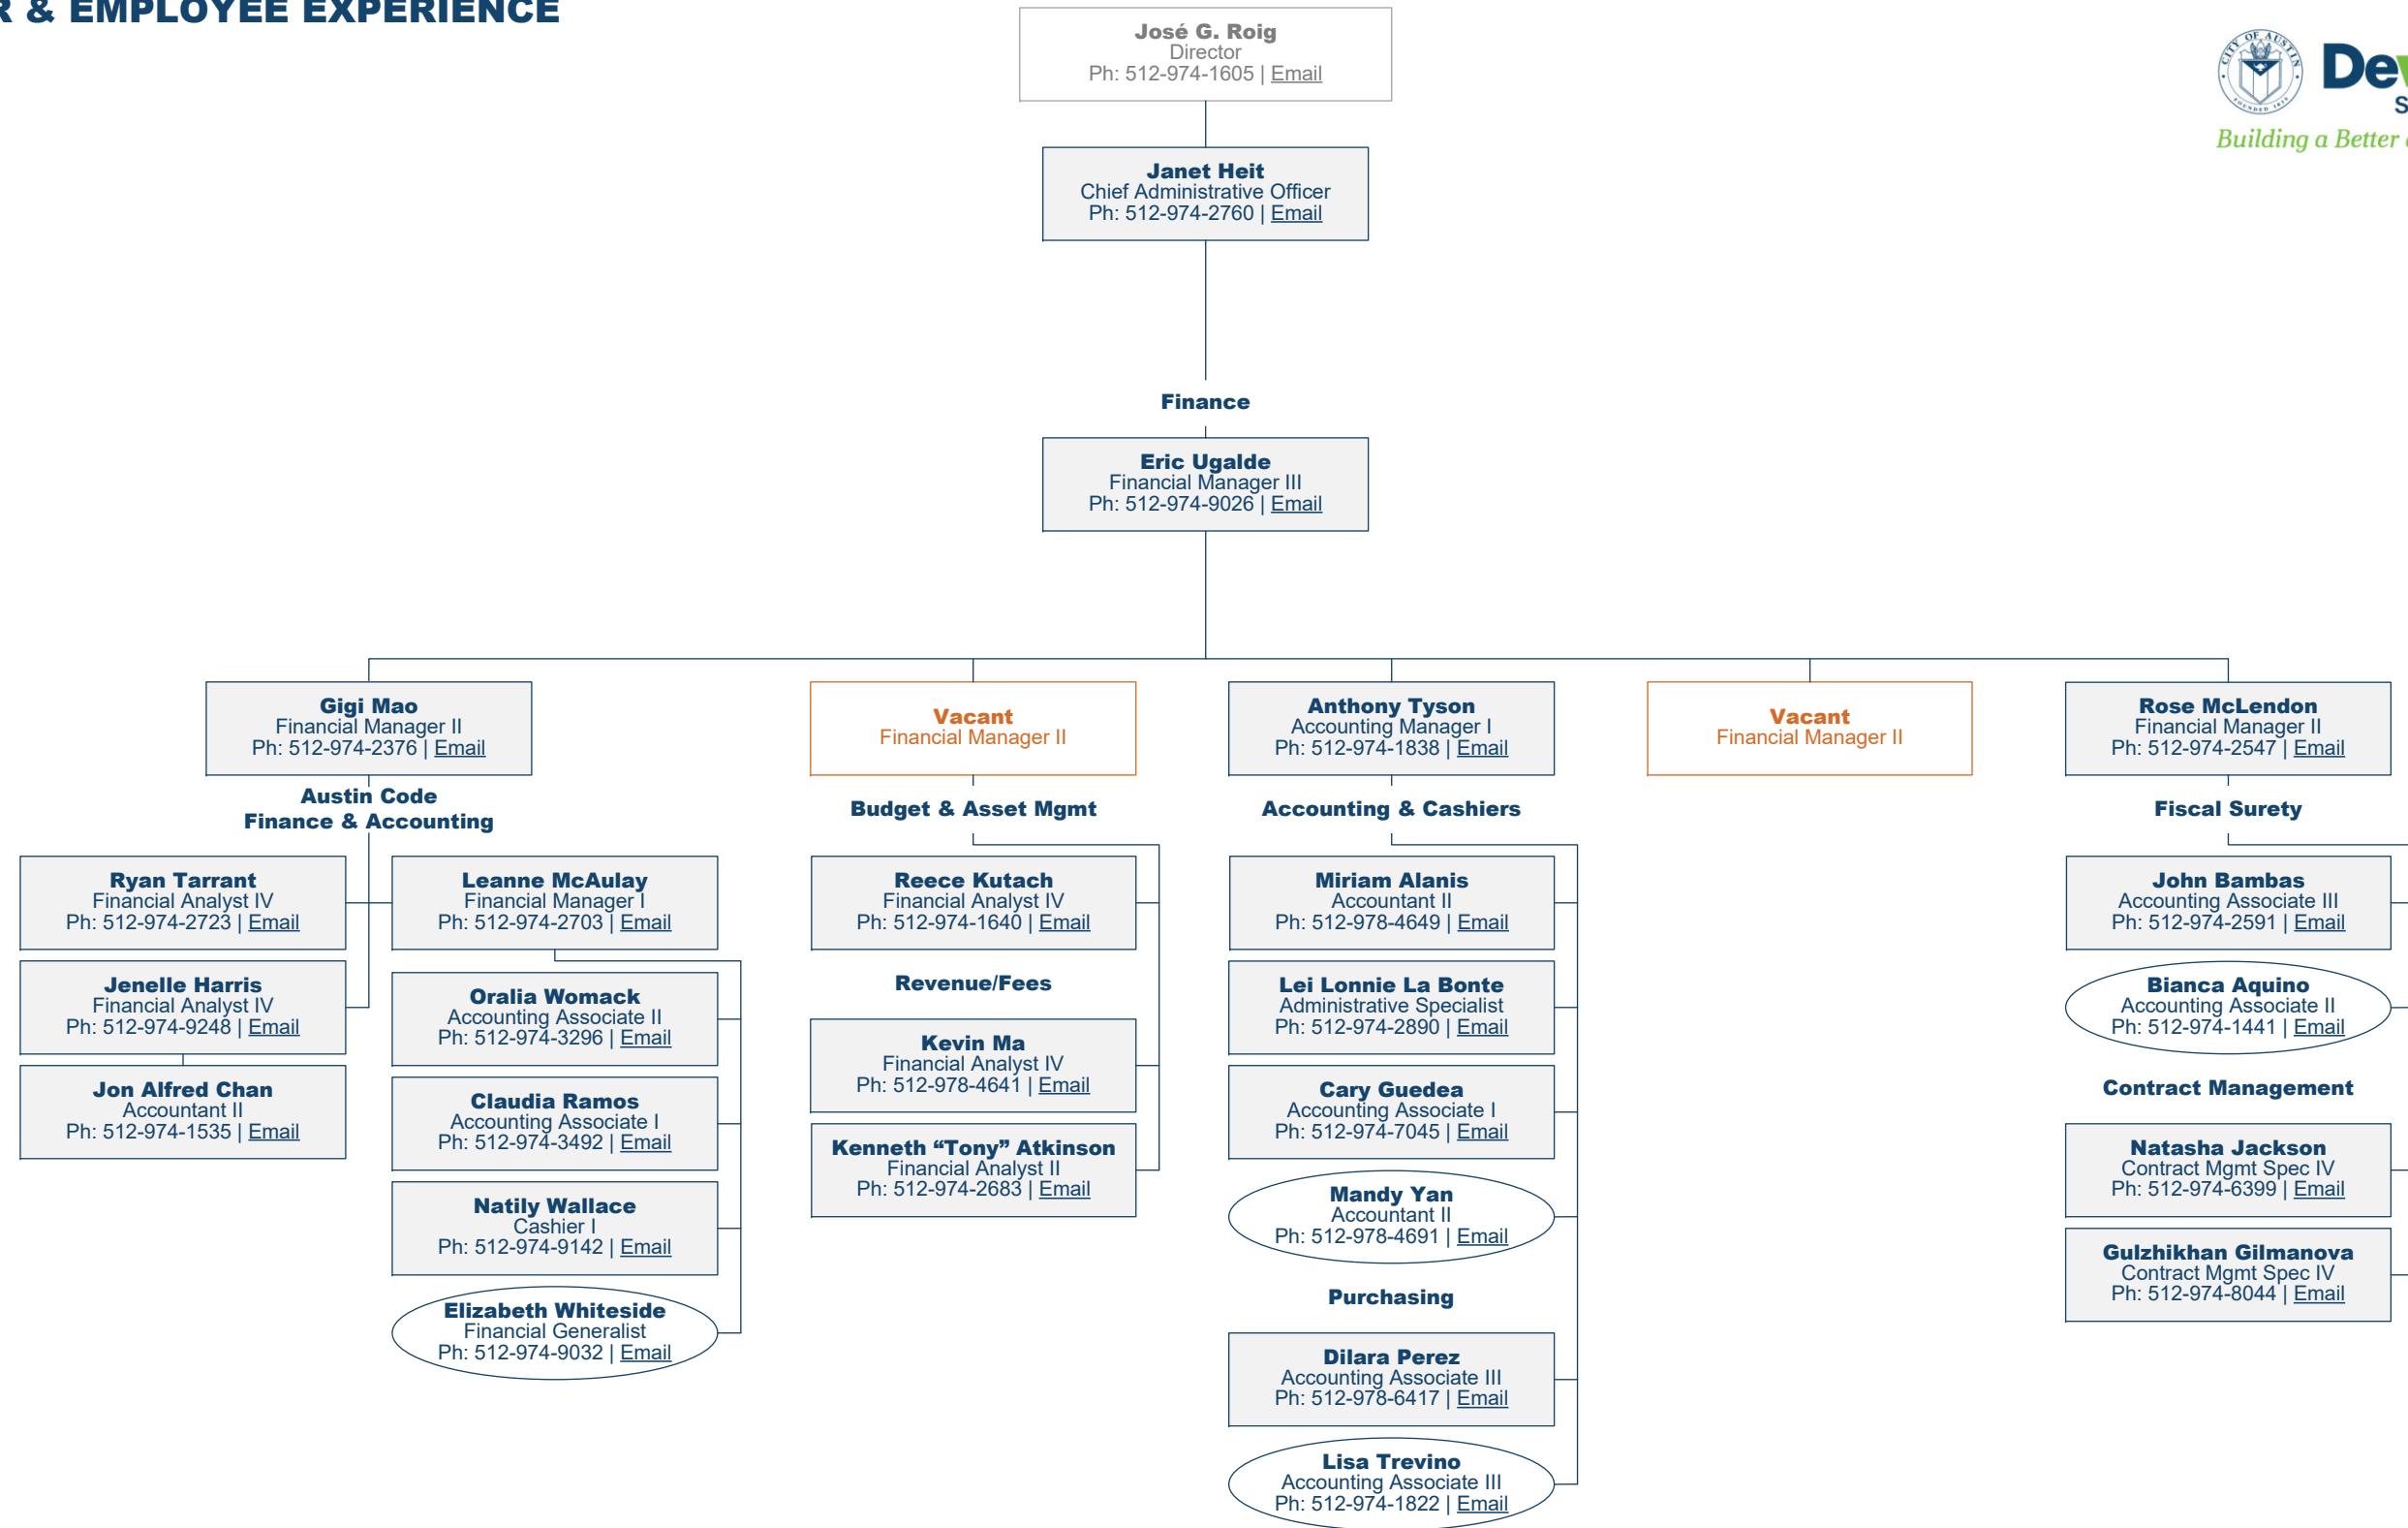 R & EMPLOYEE EXPERIENCE
José G. Roig
Director
Ph: 512-974-1605 | Email
CITY OF AUSTIN
FOUNDED 1839
Dev
S
Building a Better
Janet Heit
Chief Administrative Officer
Ph: 512-974-2760 | Email
Finance
Eric Ugalde
Financial Manager III
Ph: 512-974-9026 | Email
Gigi Mao
Financial Manager II
Ph: 512-974-2376 | Email
Vacant
Financial Manager II
Anthony Tyson
Accounting Manager I
Ph: 512-974-1838 | Email
Vacant
Financial Manager II
Rose McLendon
Financial Manager II
Ph: 512-974-2547 | Email
Austin Code
Finance & Accounting
Ryan Tarrant
Financial Analyst IV
Ph: 512-974-2723 | Email
Jenelle Harris
Financial Analyst IV
Ph: 512-974-9248 | Email
Jon Alfred Chan
Accountant II
Ph: 512-974-1535 | Email
Leanne McAulay
Financial Manager I
Ph: 512-974-2703 | Email
Oralia Womack
Accounting Associate II
Ph: 512-974-3296 | Email
Claudia Ramos
Accounting Associate I
Ph: 512-974-3492 | Email
Natily Wallace
Cashier I
Ph: 512-974-9142 | Email
Elizabeth Whiteside
Financial Generalist
Ph: 512-974-9032 | Email
Budget & Asset Mgmt
Reece Kutach
Financial Analyst IV
Ph: 512-974-1640 | Email
Revenue/Fees
Kevin Ma
Financial Analyst IV
Ph: 512-978-4641 | Email
Kenneth “Tony” Atkinson
Financial Analyst II
Ph: 512-974-2683 | Email
Accounting & Cashiers
Miriam Alanis
Accountant II
Ph: 512-978-4649 | Email
Lei Lonnie La Bonte
Administrative Specialist
Ph: 512-974-2890 | Email
Cary Guedea
Accounting Associate I
Ph: 512-974-7045 | Email
Mandy Yan
Accountant II
Ph: 512-978-4691 | Email
Purchasing
Dilara Perez
Accounting Associate III
Ph: 512-978-6417 | Email
Lisa Trevino
Accounting Associate III
Ph: 512-974-1822 | Email
Fiscal Surety
John Bambas
Accounting Associate III
Ph: 512-974-2591 | Email
Bianca Aquino
Accounting Associate II
Ph: 512-974-1441 | Email
Contract Management
Natasha Jackson
Contract Mgmt Spec IV
Ph: 512-974-6399 | Email
Gulzhikhan Gilmanova
Contract Mgmt Spec IV
Ph: 512-974-8044 | Email